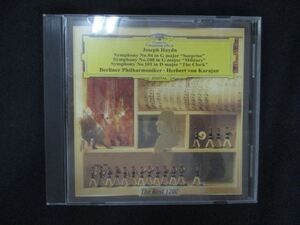 Joseph Haydn
Symphony No.94 in G major "Surprise"
Symphony No.100 in G major "Military"
Symphony No.101 in D major "The Clock"
Berliner Philharmoniker · Herbert von Karajan
DIGITAL
The Best 1200